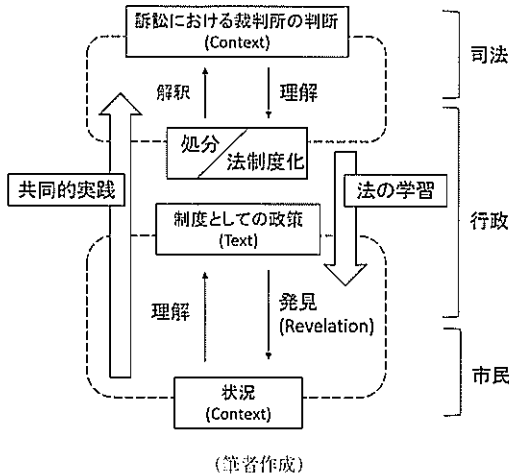 訴訟における裁判所の判断
(Context)
司法
解釈
理解
処分
法制度化
共同的実践
法の学習
行政
制度としての政策
(Text)
理解
発見
(Revelation)
市民
状況
(Context)
(筆者作成)